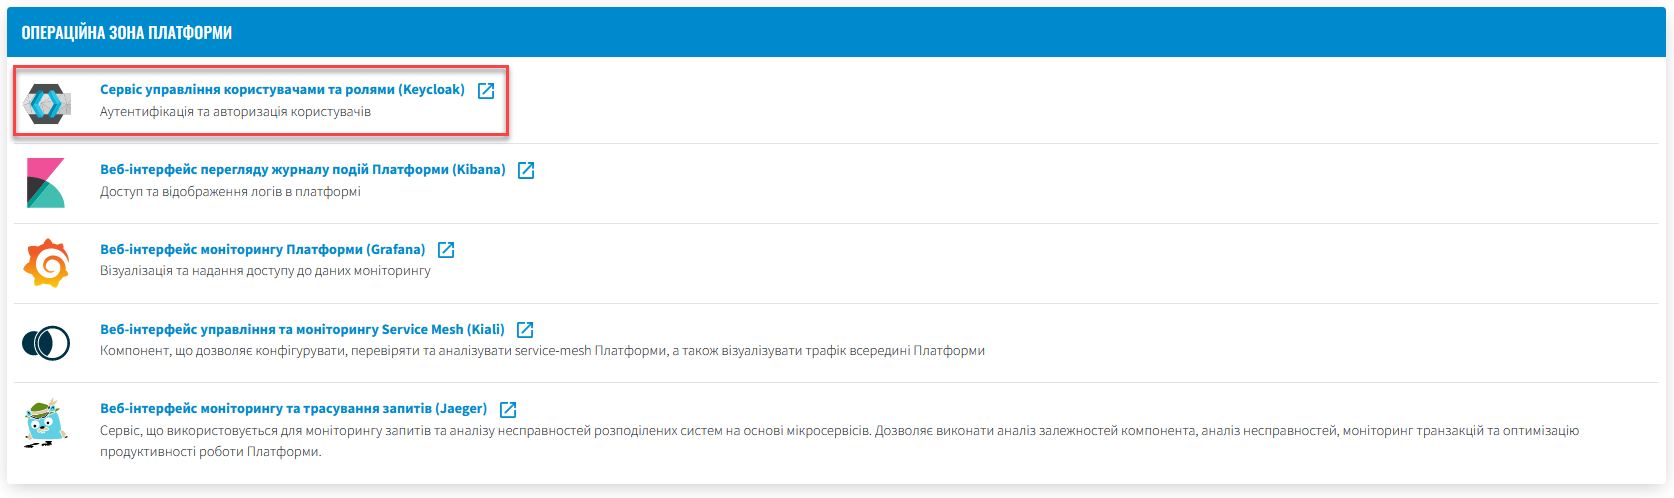 ОПЕРАЦІЙНА ЗОНА ПЛАТФОРМИ
Сервіс управління користувачами та ролями (Keycloak)
Аутентифікація та авторизація користувачів
Веб-інтерфейс перегляду журналу подій Платформи (Kibana)
Доступ та відображення логів в платформі
Веб-інтерфейс моніторингу Платформи (Grafana)
Візуалізація та надання доступу до даних моніторингу
Веб-інтерфейс управління та моніторингу Service Mesh (Kiali)
Компонент, що дозволяє конфігурувати, перевіряти та аналізувати service-mesh Платформи, а також візуалізувати трафік всередині Платформи
Веб-інтерфейс моніторингу та трасування запитів (Jaeger)
Сервіс, що використовується для моніторингу запитів та аналізу несправностей розподілених систем на основі мікросервісів. Дозволяє виконати аналіз залежностей компонента, аналіз несправностей, моніторинг транзакцій та оптимізацію
продуктивності роботи Платформи.